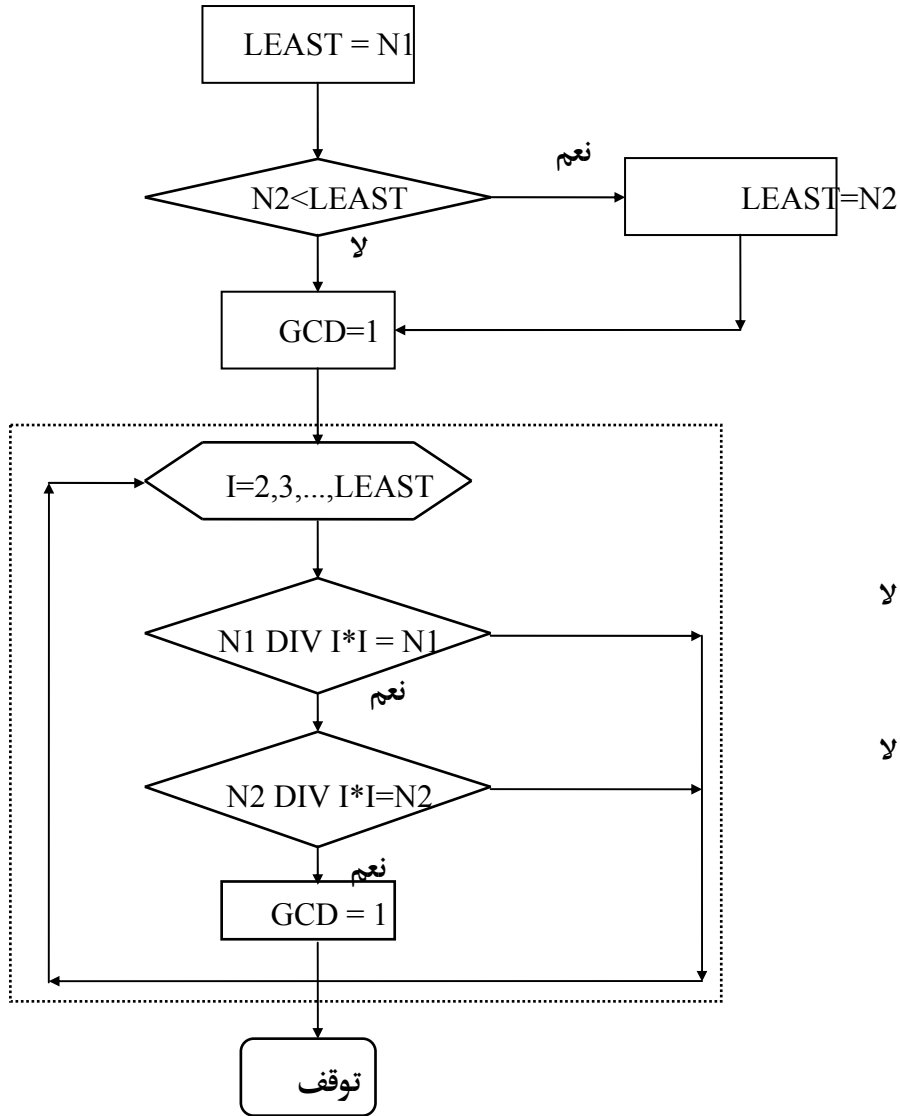 LEAST = N1
نعم
N2<LEAST
LEAST=N2
لا
GCD=1
I=2,3,...,LEAST
لا
N1 DIV I*I = N1
نعم
لا
N2 DIV I*I=N2
نعم
GCD = 1
توقف